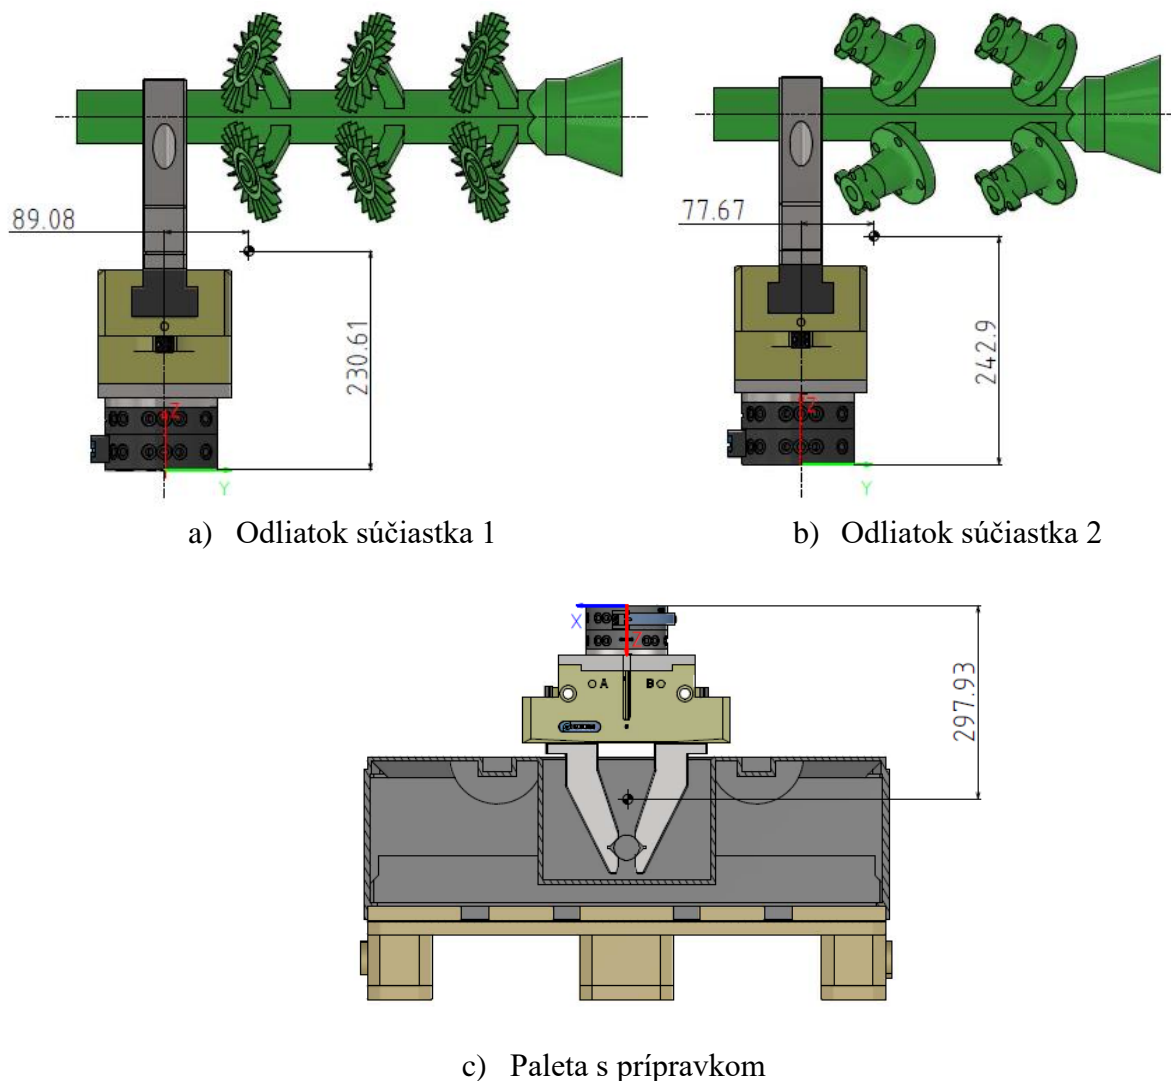 89.08
230.61
Z
Y
77.67
242.9
Z
Y
a) Odliatok súčiastka 1
b) Odliatok súčiastka 2
X
Z
A
B
297.93
c) Paleta s prípravkom